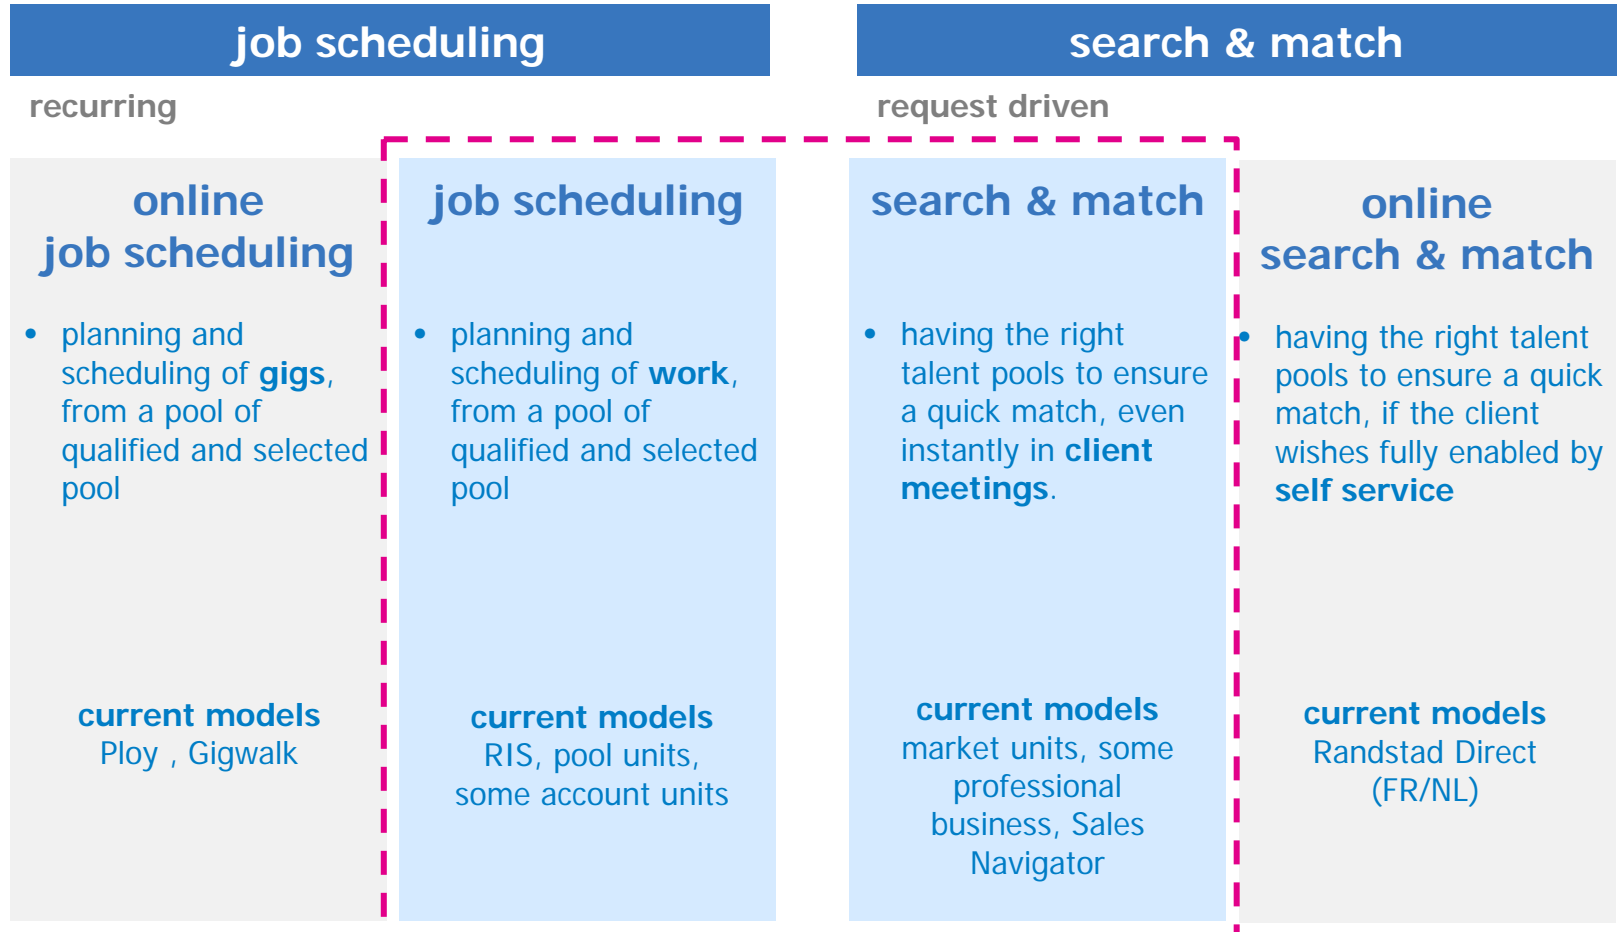 job scheduling
search & match
recurring
request driven
online
job scheduling
• planning and
scheduling of gigs,
from a pool of
qualified and selected
pool
current models
Ploy , Gigwalk
job scheduling
• planning and
scheduling of work,
from a pool of
qualified and selected
pool
current models
RIS, pool units,
some account units
search & match
• having the right
talent pools to ensure
a quick match, even
instantly in client
meetings.
current models
market units, some
professional
business, Sales
Navigator
online
search & match
• having the right talent
pools to ensure a quick
match, if the client
wishes fully enabled by
self service
current models
Randstad Direct
(FR/NL)